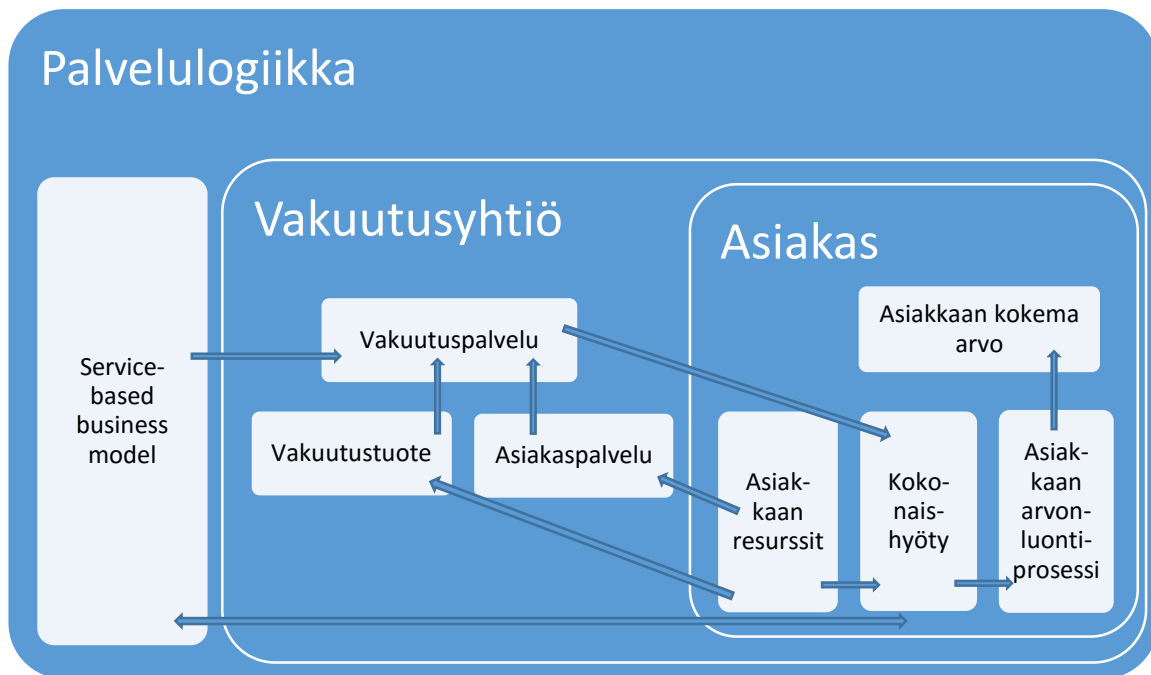 Palvelulogiikka
Vakuutusyhtiö
Asiakas
Service-
based
business
model
Vakuutuspalvelu
Vakuutustuote
Asiakaspalvelu
Asiakkaan kokema
arvo
Asiak-
kaan
resurssit
Koko-
nais-
hyöty
Asiak-
kaan
arvon-
luonti-
prosessi